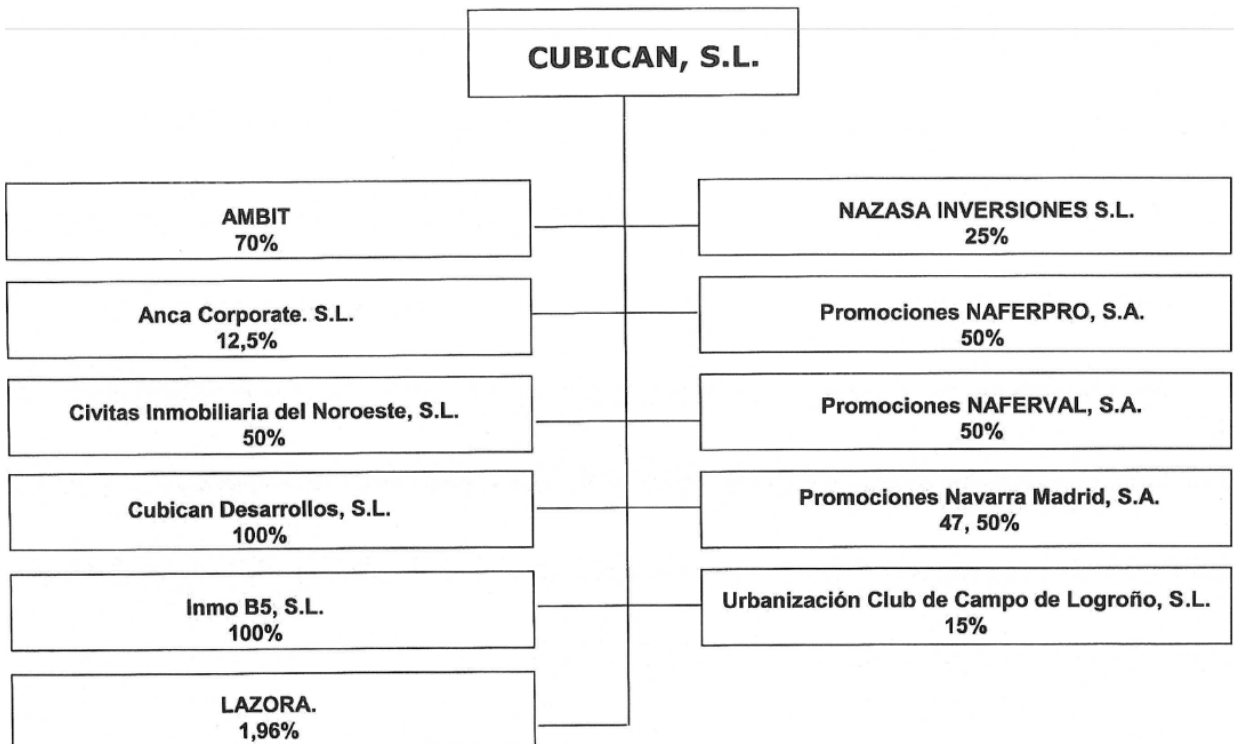 CUBICAN, S.L.
AMBIT
70%
NAZASA INVERSIONES S.L.
25%
Anca Corporate. S.L.
12,5%
Promociones NAFERPRO, S.A.
50%
Civitas Inmobiliaria del Noroeste, S.L.
50%
Promociones NAFERVAL, S.A.
50%
Cubican Desarrollos, S.L.
100%
Promociones Navarra Madrid, S.A.
47, 50%
Inmo B5, S.L.
100%
Urbanización Club de Campo de Logroño, S.L.
15%
LAZORA.
1,96%